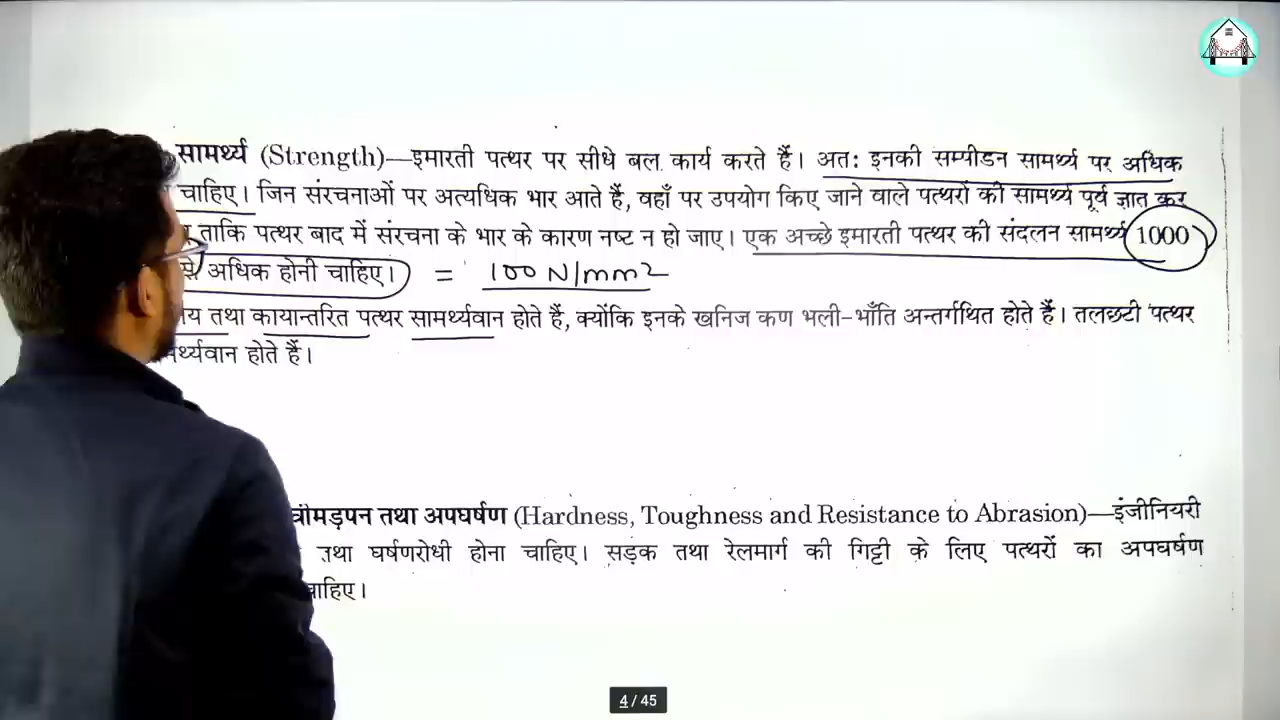 सामर्थ्य (Strength)—इमारती पत्थर पर सीधे बल कार्य करते हैं। अतः इनकी सम्पीडन सामर्थ्य पर अधिक
चाहिए। जिन संरचनाओं पर अत्यधिक भार आते हैं, वहाँ पर उपयोग किए जाने वाले पत्थरों की सामर्थ्य पूर्व ज्ञात कर
ताकि पत्थर बाद में संरचना के भार के कारण नष्ट न हो जाए। एक अच्छे इमारती पत्थर की संदलन सामर्थ्य 1000
से अधिक होनी चाहिए। = 100 N/mm2
तथा कायान्तरित पत्थर सामर्थ्यवान होते हैं, क्योंकि इनके खनिज कण भली-भाँति अन्तर्गथित होते हैं। तलछटी पत्थर
होते हैं।
तथा अपघर्षण (Hardness, Toughness and Resistance to Abrasion)—इंजीनियरी
तथा घर्षणरोधी होना चाहिए। सड़क तथा रेलमार्ग की गिट्टी के लिए पत्थरों का अपघर्षण
चाहिए।
4 / 45